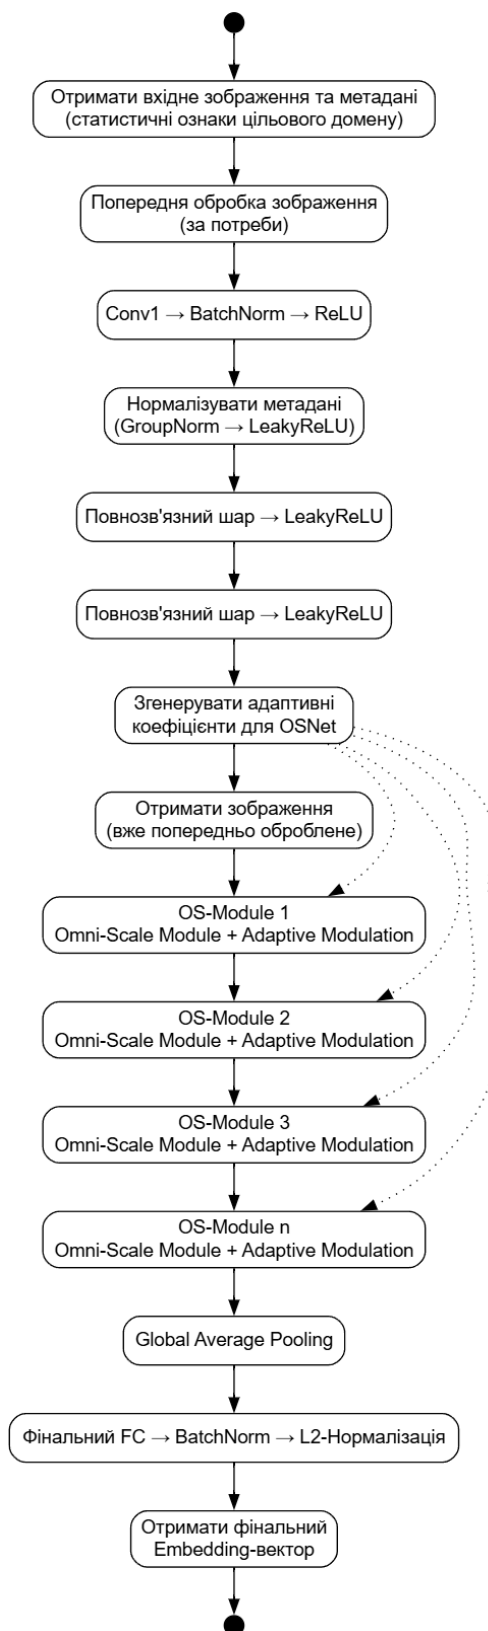 Отримати вхідне зображення та метадані
(статистичні ознаки цільового домену)
Попередня обробка зображення
(за потреби)
Conv1 → BatchNorm → ReLU
Нормалізувати метадані
(GroupNorm → LeakyReLU)
Повнозв'язний шар → LeakyReLU
Повнозв'язний шар → LeakyReLU
Згенерувати адаптивні
коефіцієнти для OSNet
Отримати зображення
(вже попередньо оброблене)
OS-Module 1
Omni-Scale Module + Adaptive Modulation
OS-Module 2
Omni-Scale Module + Adaptive Modulation
OS-Module 3
Omni-Scale Module + Adaptive Modulation
OS-Module n
Omni-Scale Module + Adaptive Modulation
Global Average Pooling
Фінальний FC → BatchNorm → L2-Нормалізація
Отримати фінальний
Embedding-вектор